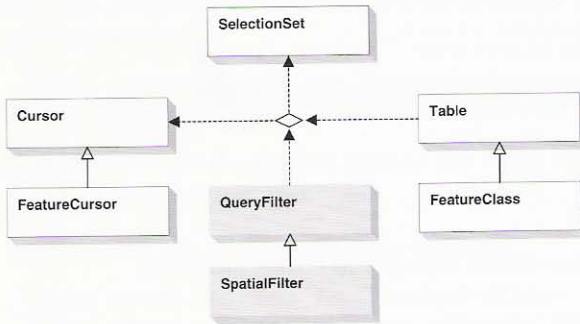 SelectionSet
Cursor
Table
FeatureCursor
QueryFilter
FeatureClass
SpatialFilter